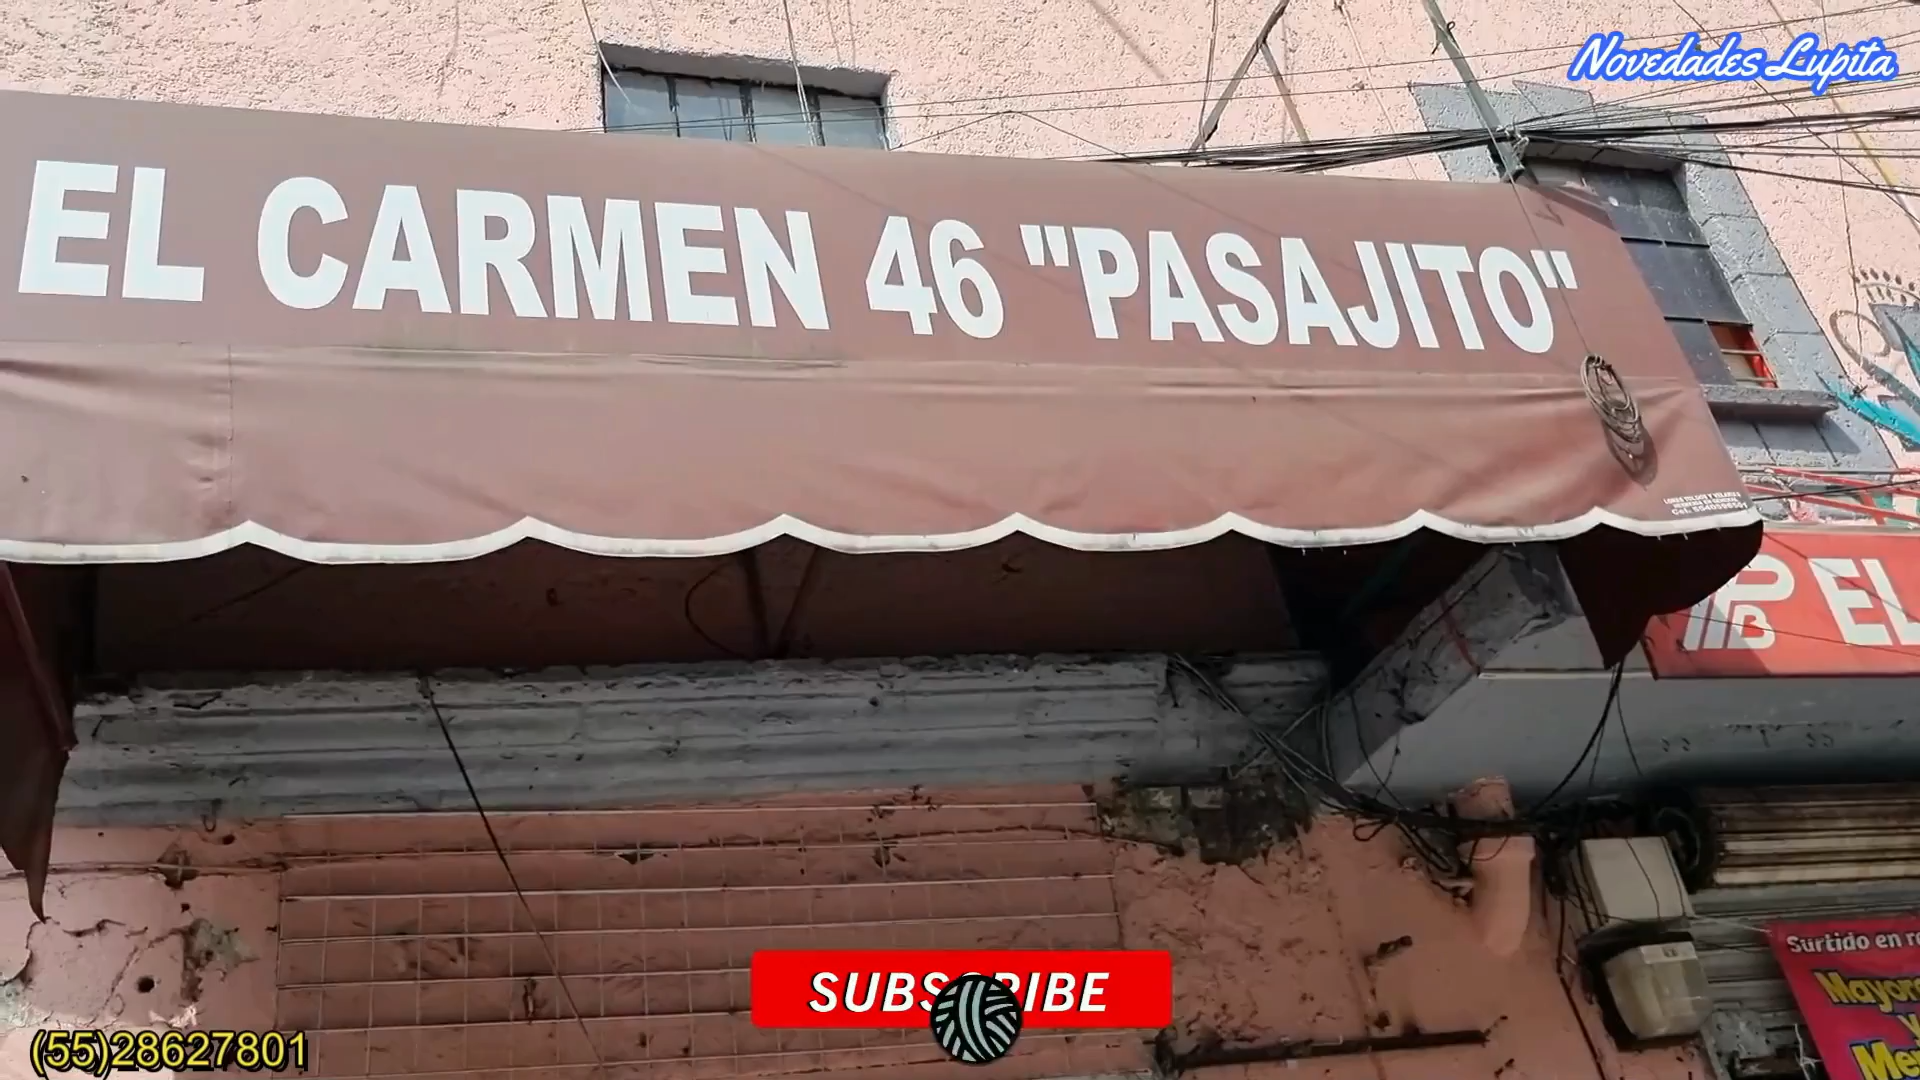 Novedades Lupita
EL CARMEN 46 "PASAJITO"
EL
Surtido en
SUBSCRIBE
(55)28627801